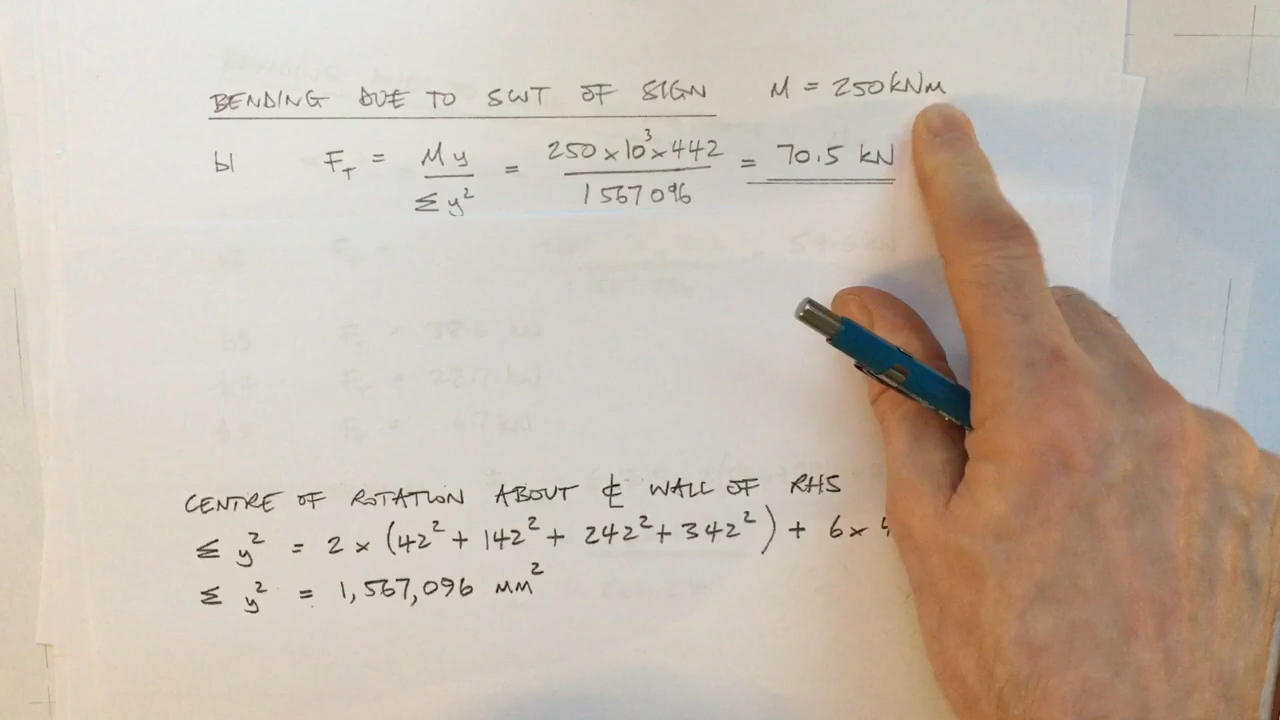 BENDING DUE TO SWT OF SIGN M = 250kNm
b1 F_T = My / Σy² = 250×10³×442 / 1567096 = 70.5 kN
CENTRE OF ROTATION ABOUT ℄ WALL OF RHS
Σy² = 2 × (42² + 142² + 242² + 342²) + 6 ×
Σy² = 1,567,096 mm²